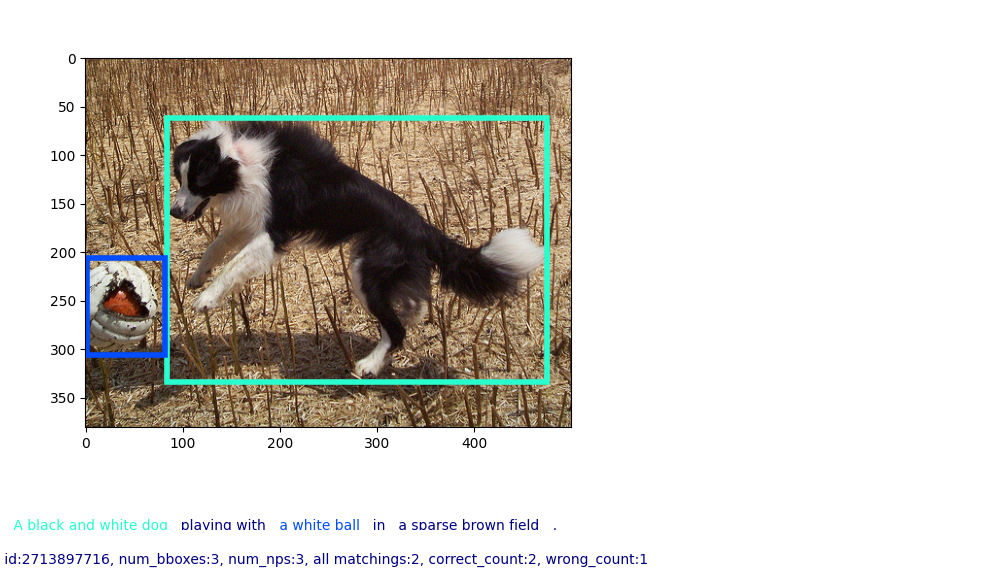 0
50
100
150
200
250
300
350
0 100 200 300 400
A black and white dog playing with a white ball in a sparse brown field .
id:2713897716, num_bboxes:3, num_nps:3, all matchings:2, correct_count:2, wrong_count:1